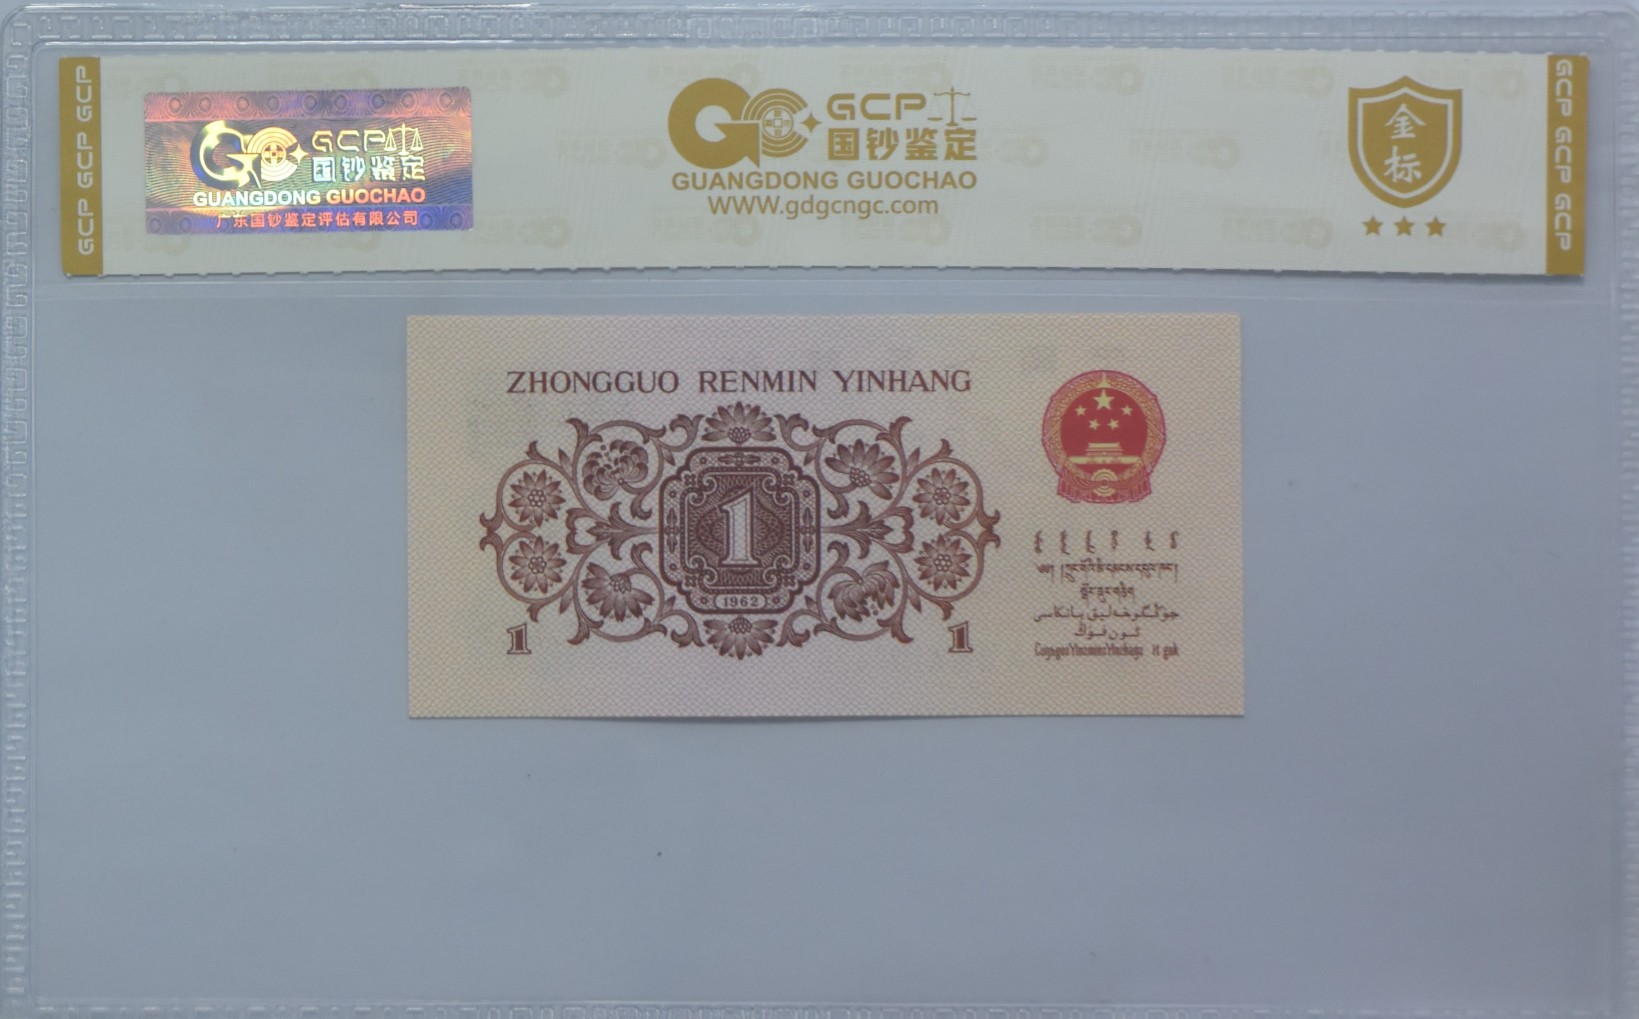 GCP GCP GCP
GCP
国钞鉴定
GUANGDONG GUOCHAO
广东国钞鉴定评估有限公司
GCP
国钞鉴定
GUANGDONG GUOCHAO
WWW.gdgcngc.com
金
标
GCP GCP GCP
ZHONGGUO RENMIN YINHANG
1
1962
1
1